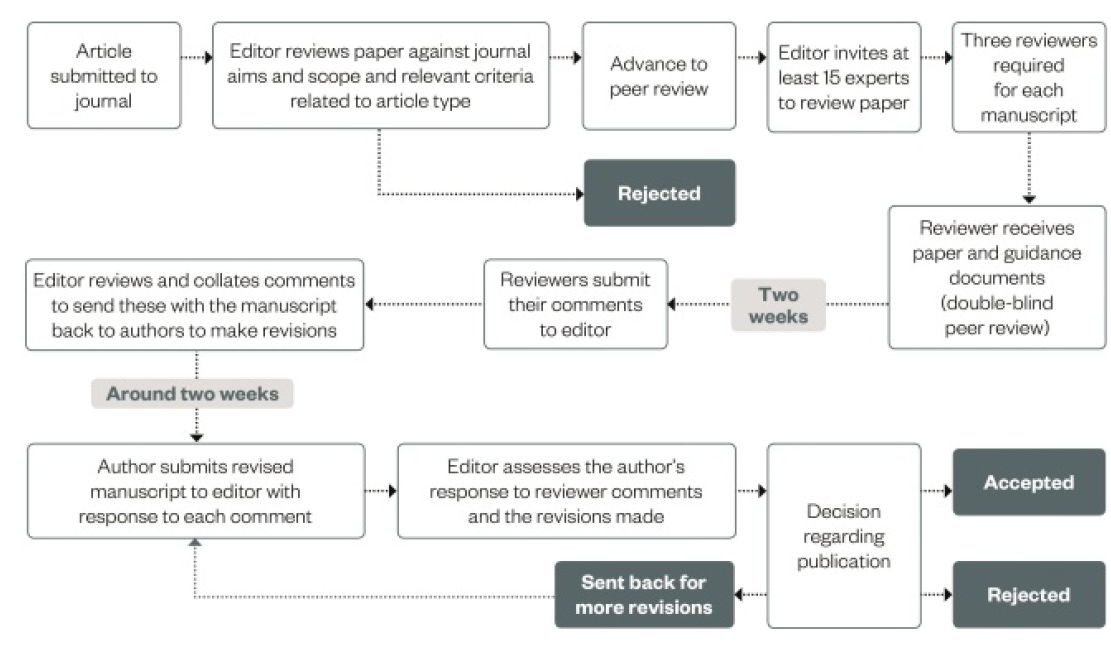 Article
submitted to
journal
Editor reviews paper against journal
aims and scope and relevant criteria
related to article type
Advance to
peer review
Editor invites at
least 15 experts
to review paper
Three reviewers
required
for each
manuscript
Rejected
Reviewer receives
paper and guidance
documents
(double-blind
peer review)
Two
weeks
Reviewers submit
their comments
to editor
Editor reviews and collates comments
to send these with the manuscript
back to authors to make revisions
Around two weeks
Author submits revised
manuscript to editor with
response to each comment
Editor assesses the author's
response to reviewer comments
and the revisions made
Decision
regarding
publication
Accepted
Rejected
Sent back for
more revisions